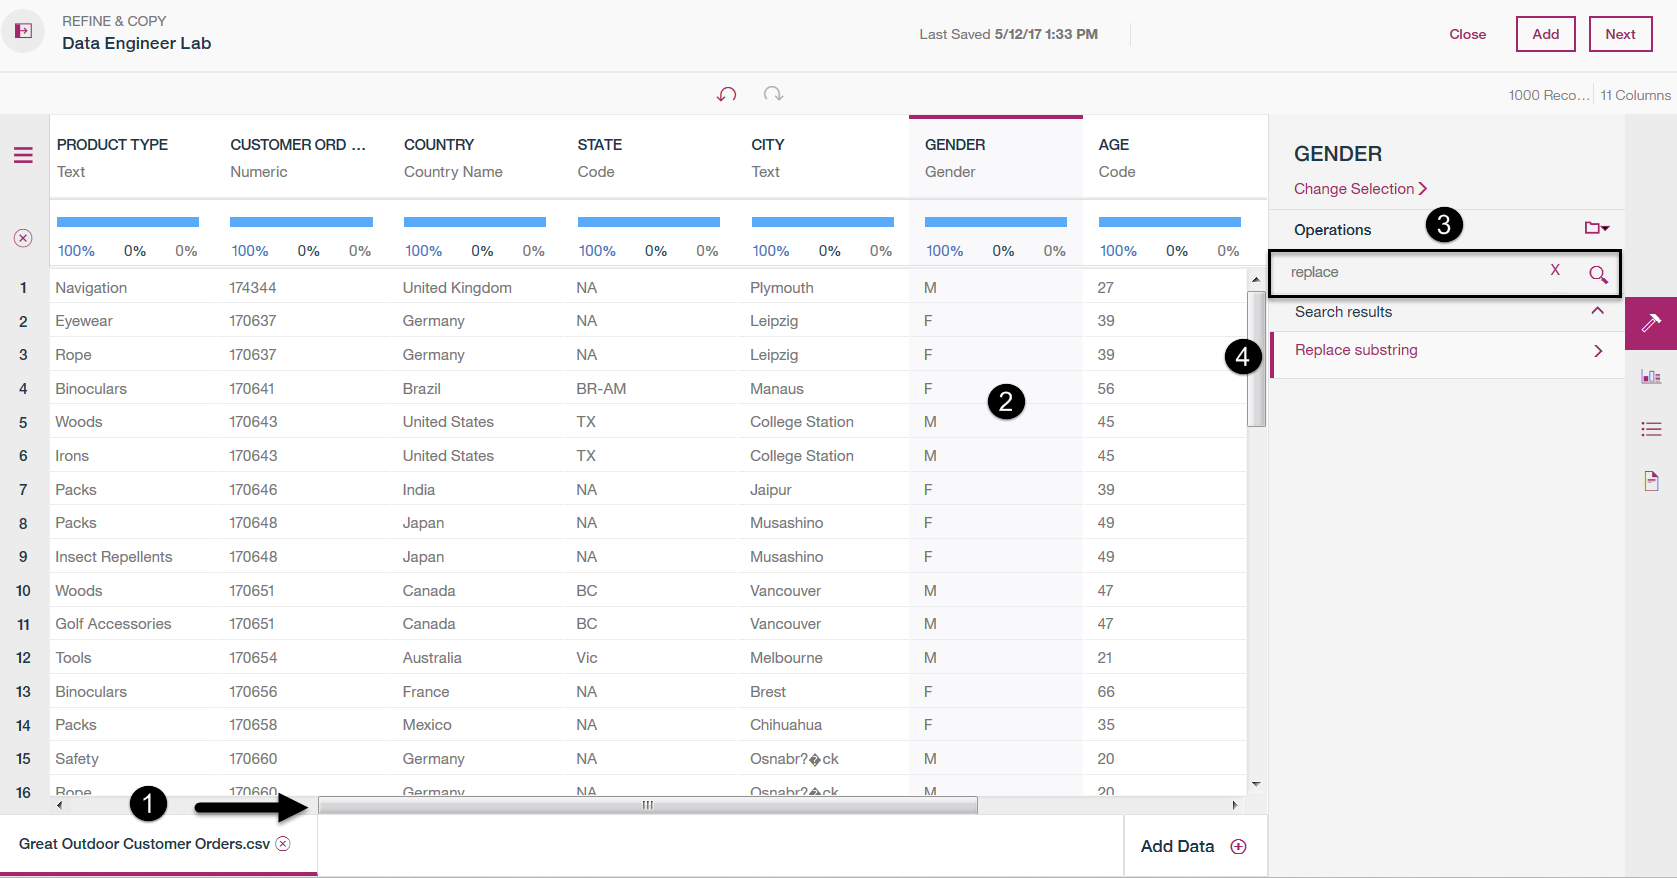 REFINE & COPY
Data Engineer Lab
Last Saved 5/12/17 1:33 PM
Close Add Next
1000 Reco... 11 Columns
PRODUCT TYPE CUSTOMER ORD ... COUNTRY STATE CITY GENDER AGE
Text Numeric Country Name Code Text Gender Code
100% 0% 0% 100% 0% 0% 100% 0% 0% 100% 0% 0% 100% 0% 0% 100% 0% 0% 100% 0% 0%
1 Navigation 174344 United Kingdom NA Plymouth M 27
2 Eyewear 170637 Germany NA Leipzig F 39
3 Rope 170637 Germany NA Leipzig F 39
4 Binoculars 170641 Brazil BR-AM Manaus F 56
5 Woods 170643 United States TX College Station M 45
6 Irons 170643 United States TX College Station M 45
7 Packs 170646 India NA Jaipur F 39
8 Packs 170648 Japan NA Musashino F 49
9 Insect Repellents 170648 Japan NA Musashino F 49
10 Woods 170651 Canada BC Vancouver M 47
11 Golf Accessories 170651 Canada BC Vancouver M 47
12 Tools 170654 Australia Vic Melbourne M 21
13 Binoculars 170656 France NA Brest F 66
14 Packs 170658 Mexico NA Chihuahua F 35
15 Safety 170660 Germany NA Osnabr?�ck M 20
16 Rope 170660 Germany NA Osnabr?�ck M 20
1
2
3
4
GENDER
Change Selection
Operations
replace X
Search results
Replace substring
Great Outdoor Customer Orders.csv
Add Data